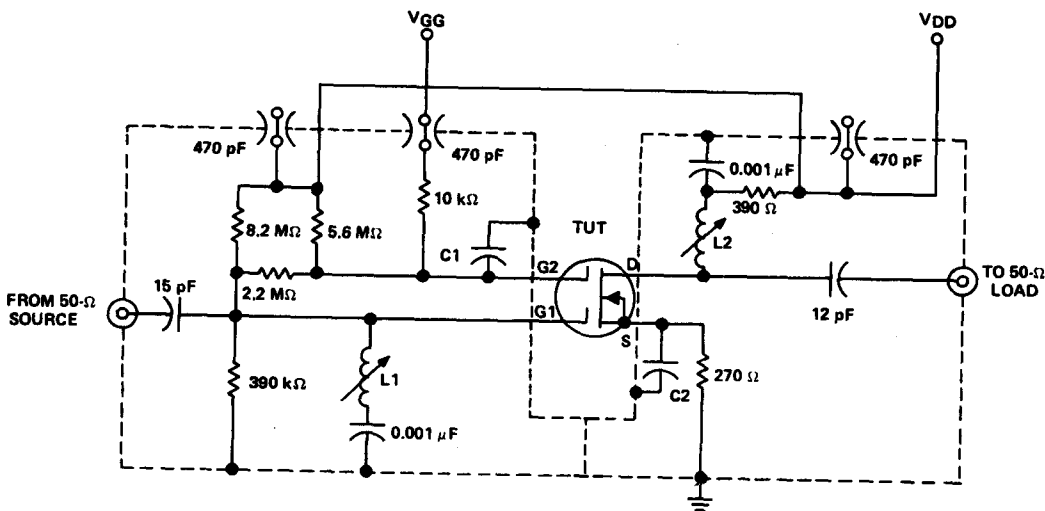 VGG
VDD
470 pF
470 pF
0.001 μF
470 pF
10 kΩ
390 Ω
8.2 MΩ
5.6 MΩ
C1
TUT
L2
G2
D
FROM 50-Ω
SOURCE
15 pF
2.2 MΩ
TO 50-Ω
LOAD
12 pF
G1
S
390 kΩ
L1
C2
270 Ω
0.001 μF